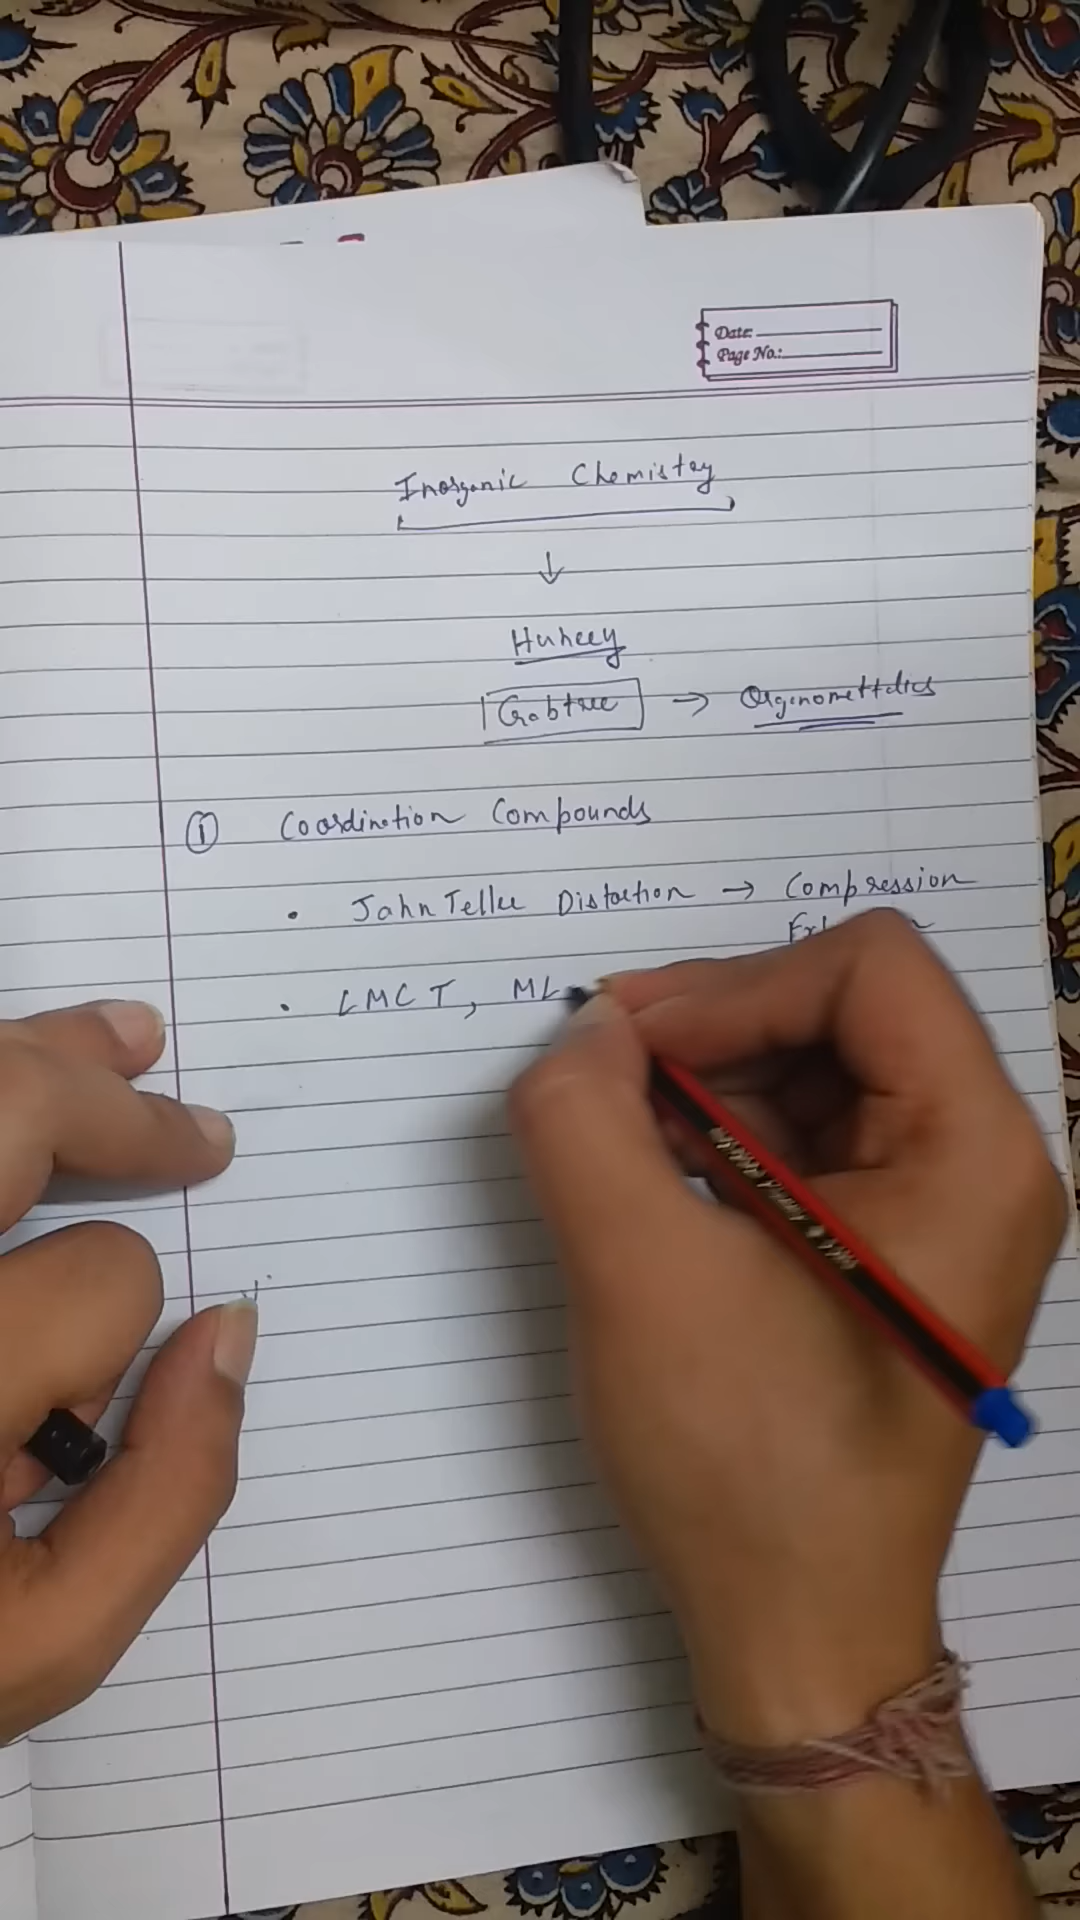 Date:
Page No.:
Inorganic Chemistry
↓
Huheey
Crabtree → Organometallics
① Coordination Compounds
• Jahn Teller Distortion → Compression
• LMCT, ML